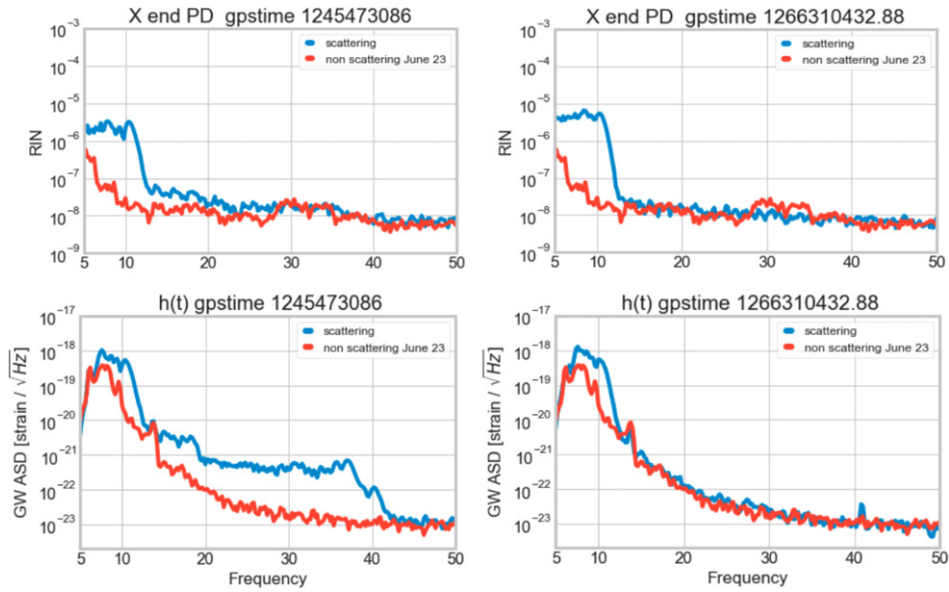 X end PD gpstime 1245473086
RIN
10⁻³
10⁻⁴
10⁻⁵
10⁻⁶
10⁻⁷
10⁻⁸
10⁻⁹
scattering
non scattering June 23
5 10 20 30 40 50
X end PD gpstime 1266310432.88
RIN
10⁻³
10⁻⁴
10⁻⁵
10⁻⁶
10⁻⁷
10⁻⁸
10⁻⁹
scattering
non scattering June 23
5 10 20 30 40 50
h(t) gpstime 1245473086
GW ASD [strain / √Hz]
10⁻¹⁷
10⁻¹⁸
10⁻¹⁹
10⁻²⁰
10⁻²¹
10⁻²²
10⁻²³
scattering
non scattering June 23
5 10 20 30 40 50
Frequency
h(t) gpstime 1266310432.88
GW ASD [strain / √Hz]
10⁻¹⁷
10⁻¹⁸
10⁻¹⁹
10⁻²⁰
10⁻²¹
10⁻²²
10⁻²³
scattering
non scattering June 23
5 10 20 30 40 50
Frequency